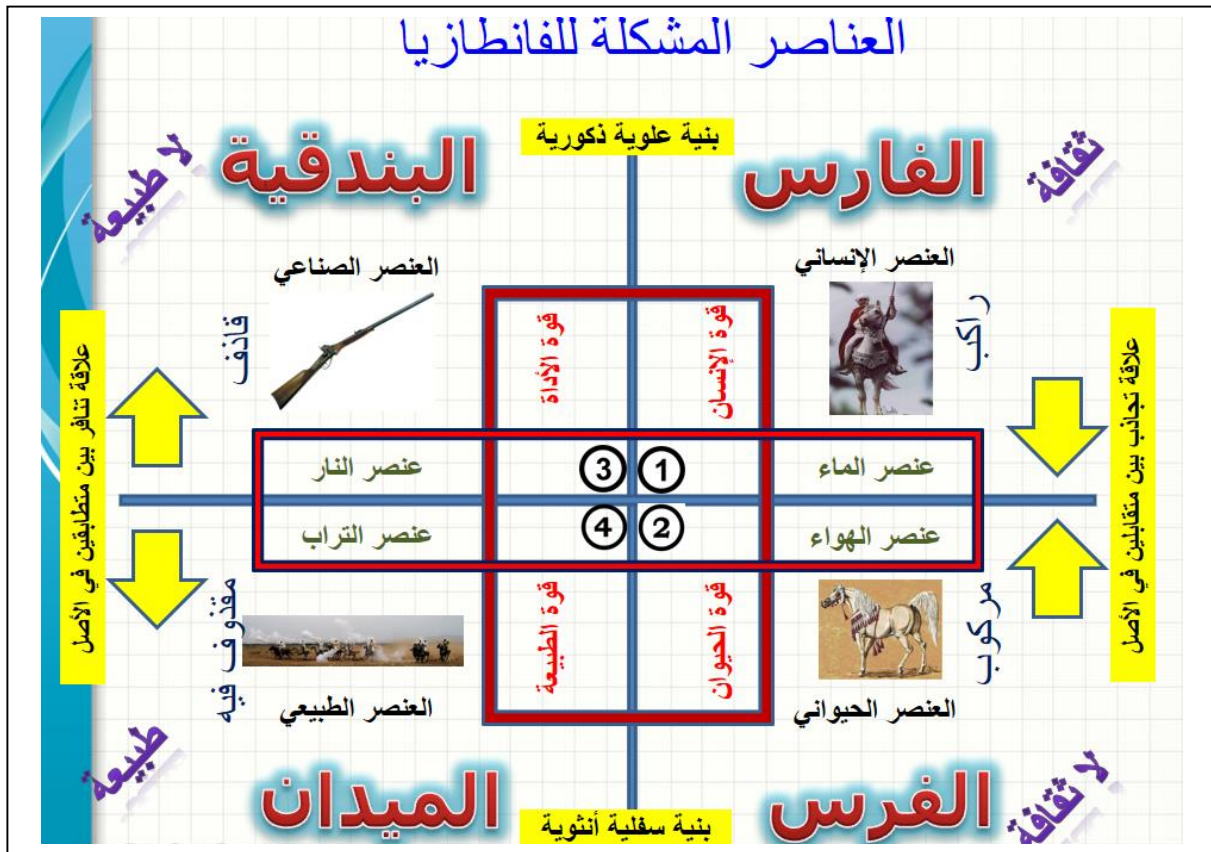 العناصر المشكلة للفانطازيا
بنية علوية ذكورية
ثقافة
الفارس
البندقية
لا طبيعة
العنصر الإنساني
العنصر الصناعي
راكب
قاذف
قوة الإنسان
قوة الأداة
علاقة تجاذب بين متقابلين في الأصل
علاقة تنافر بين متطابقين في الأصل
عنصر الماء
1
3
عنصر النار
عنصر الهواء
2
4
عنصر التراب
قوة الحيوان
قوة الطبيعة
مركوب
مقذوف فيه
العنصر الحيواني
العنصر الطبيعي
لا ثقافة
الفرس
الميدان
طبيعة
بنية سفلية أنثوية